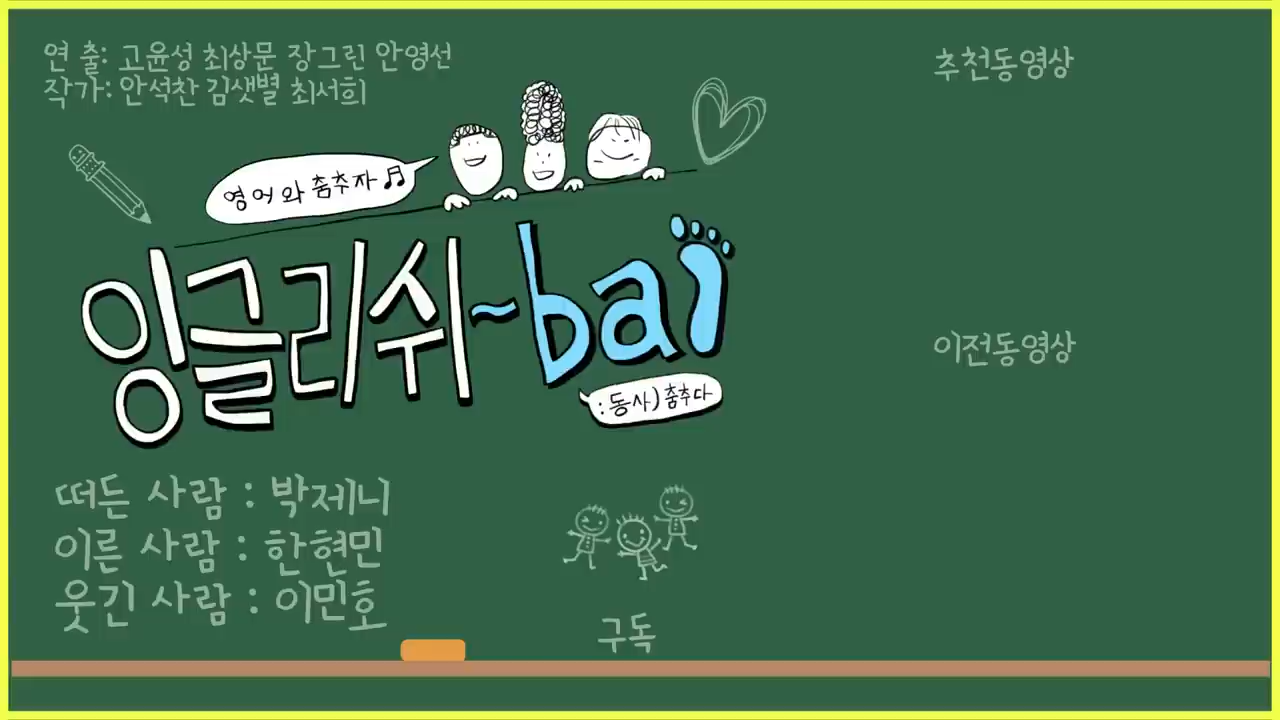 연 출: 고윤성 최상문 장그린 안영선
작가: 안석찬 김샛별 최서희
추천동영상
영어와 춤추자
잉글리쉬~bai
:동사)춤추다
이전동영상
떠든 사람 : 박제니
이른 사람 : 한현민
웃긴 사람 : 이민호
구독